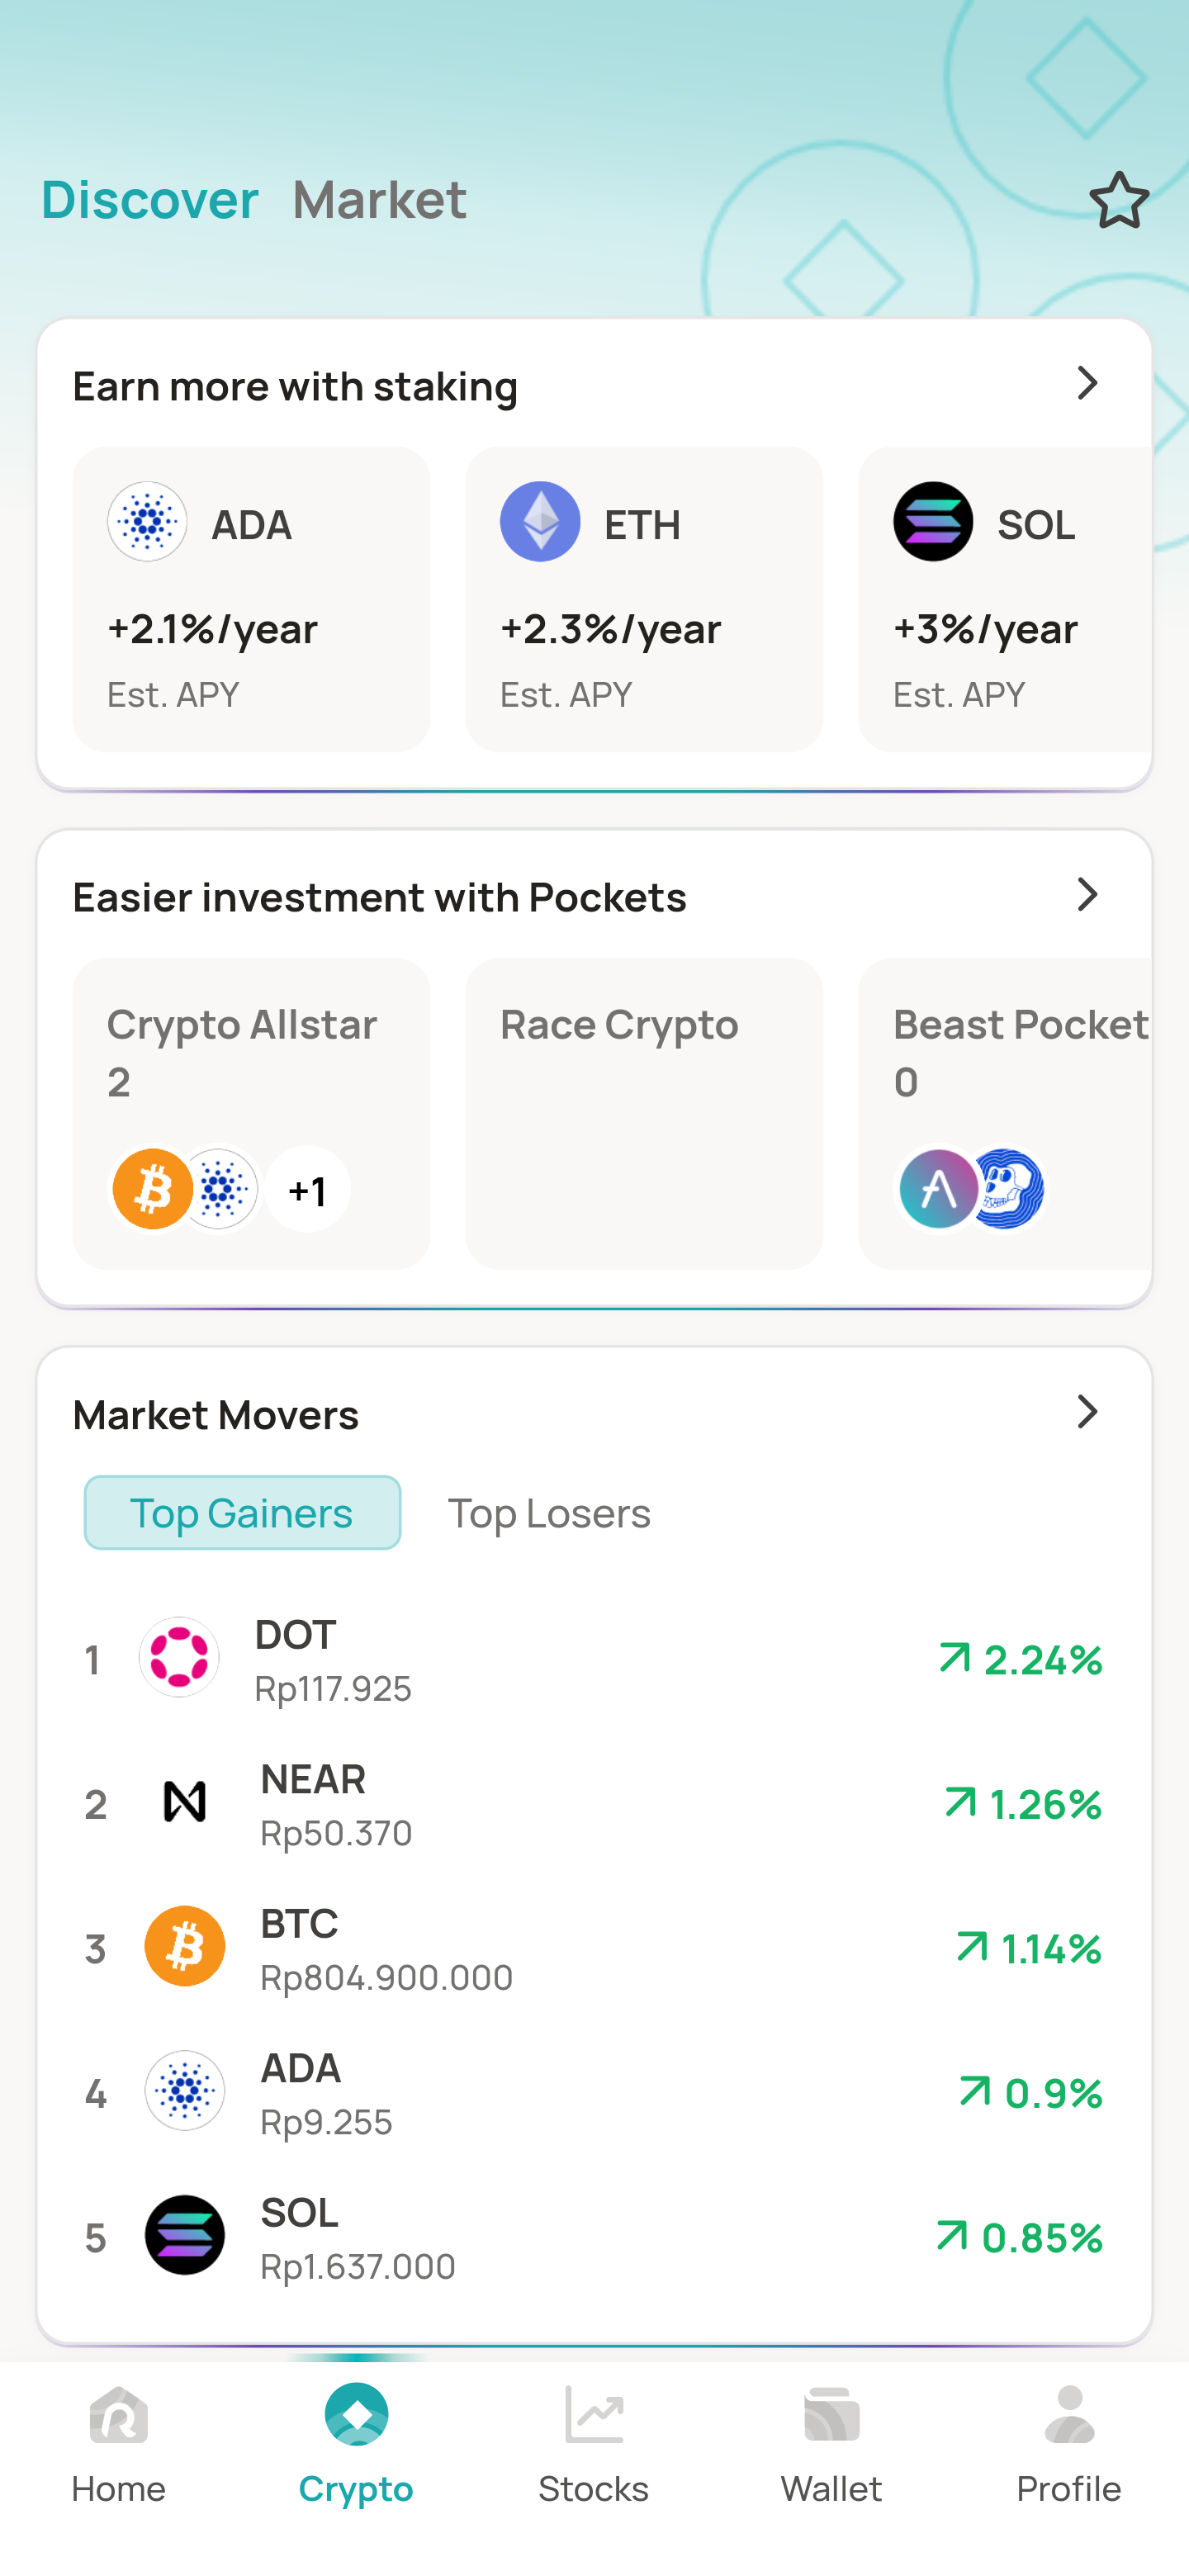 Discover Market
Earn more with staking
ADA
+2.1%/year
Est. APY
ETH
+2.3%/year
Est. APY
SOL
+3%/year
Est. APY
Easier investment with Pockets
Crypto Allstar
2
+1
Race Crypto
Beast Pocket
0
Market Movers
Top Gainers Top Losers
1 DOT 2.24%
Rp117.925
2 NEAR 1.26%
Rp50.370
3 BTC 1.14%
Rp804.900.000
4 ADA 0.9%
Rp9.255
5 SOL 0.85%
Rp1.637.000
Home Crypto Stocks Wallet Profile